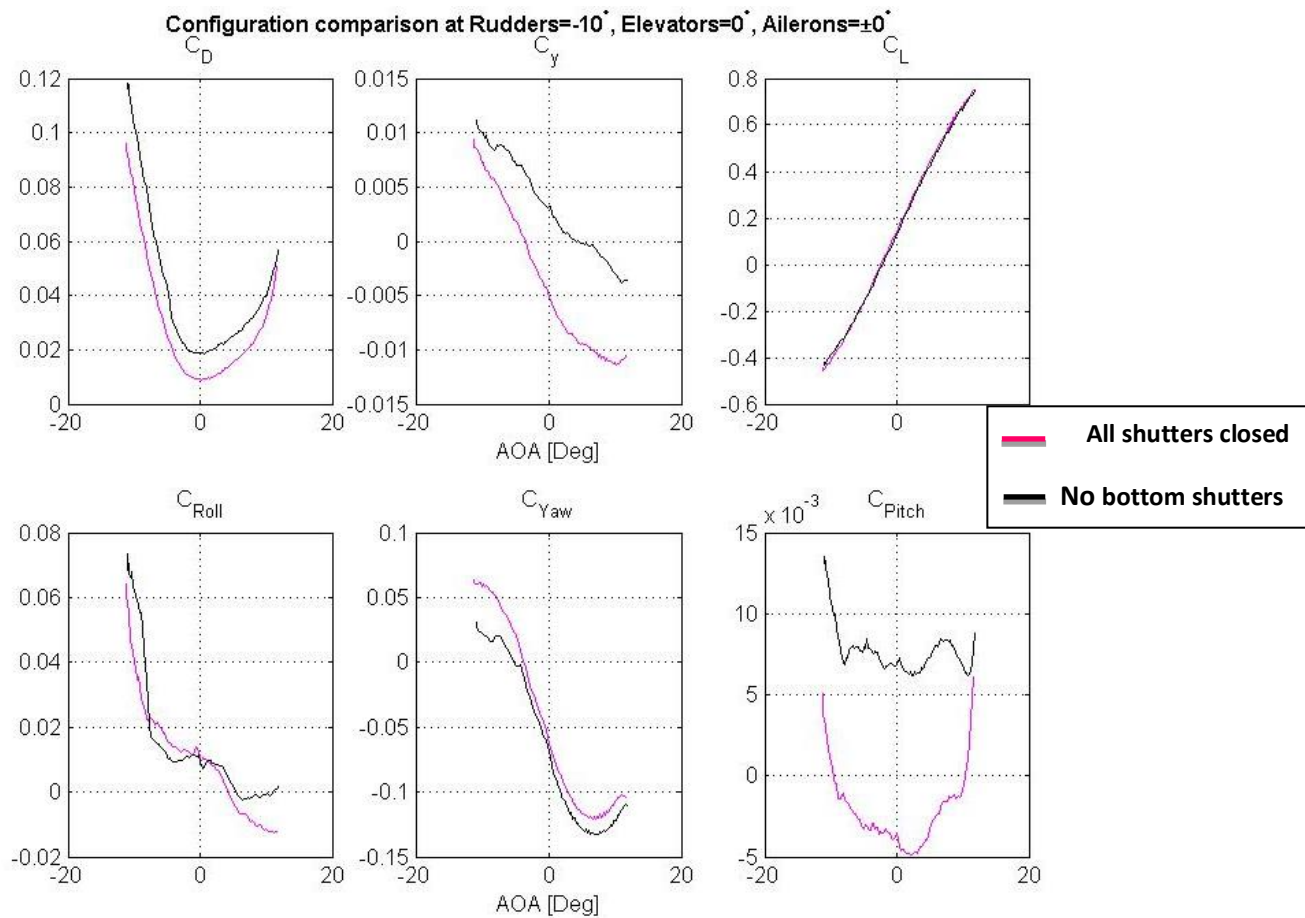 Configuration comparison at Rudders=-10°, Elevators=0°, Ailerons=±0°
C_D
0.12
0.1
0.08
0.06
0.04
0.02
0
-20 0 20
C_y
0.015
0.01
0.005
0
-0.005
-0.01
-0.015
-20 0 20
AOA [Deg]
C_L
0.8
0.6
0.4
0.2
0
-0.2
-0.4
-0.6
-20 0 20
All shutters closed
No bottom shutters
C_Roll
0.08
0.06
0.04
0.02
0
-0.02
-20 0 20
C_Yaw
0.1
0.05
0
-0.05
-0.1
-0.15
-20 0 20
AOA [Deg]
C_Pitch
x 10^-3
15
10
5
0
-5
-20 0 20